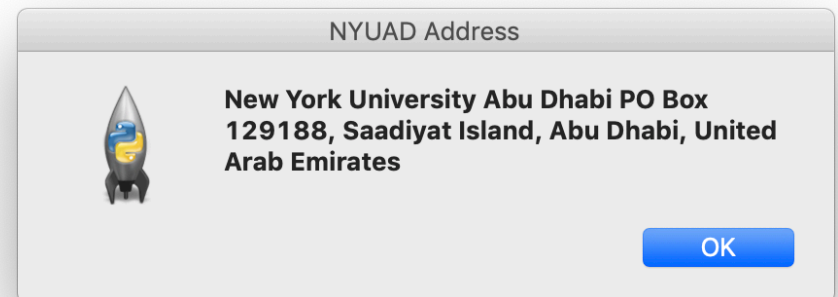 NYUAD Address
New York University Abu Dhabi PO Box
129188, Saadiyat Island, Abu Dhabi, United
Arab Emirates
OK